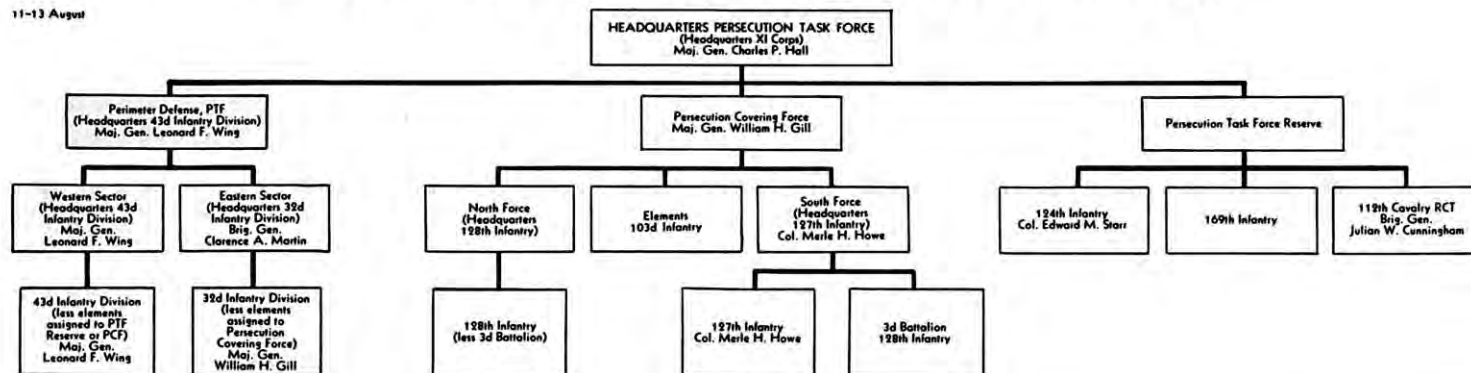 11-13 August
HEADQUARTERS PERSECUTION TASK FORCE
(Headquarters XI Corps)
Maj. Gen. Charles P. Hall
Perimeter Defense, PTF
(Headquarters 43d Infantry Division)
Maj. Gen. Leonard F. Wing
Persecution Covering Force
Maj. Gen. William H. Gill
Persecution Task Force Reserve
Western Sector
(Headquarters 43d
Infantry Division)
Maj. Gen.
Leonard F. Wing
Eastern Sector
(Headquarters 32d
Infantry Division)
Brig. Gen.
Clarence A. Martin
North Force
(Headquarters
128th Infantry)
Elements
103d Infantry
South Force
(Headquarters
127th Infantry)
Col. Merle H. Howe
124th Infantry
Col. Edward M. Starr
169th Infantry
112th Cavalry RCT
Brig. Gen.
Julian W. Cunningham
43d Infantry Division
(less elements
assigned to PTF
Reserve or PCF)
Maj. Gen.
Leonard F. Wing
32d Infantry Division
(less elements
assigned to
Persecution
Covering Force)
Maj. Gen.
William H. Gill
128th Infantry
(less 3d Battalion)
127th Infantry
Col. Merle H. Howe
3d Battalion
128th Infantry